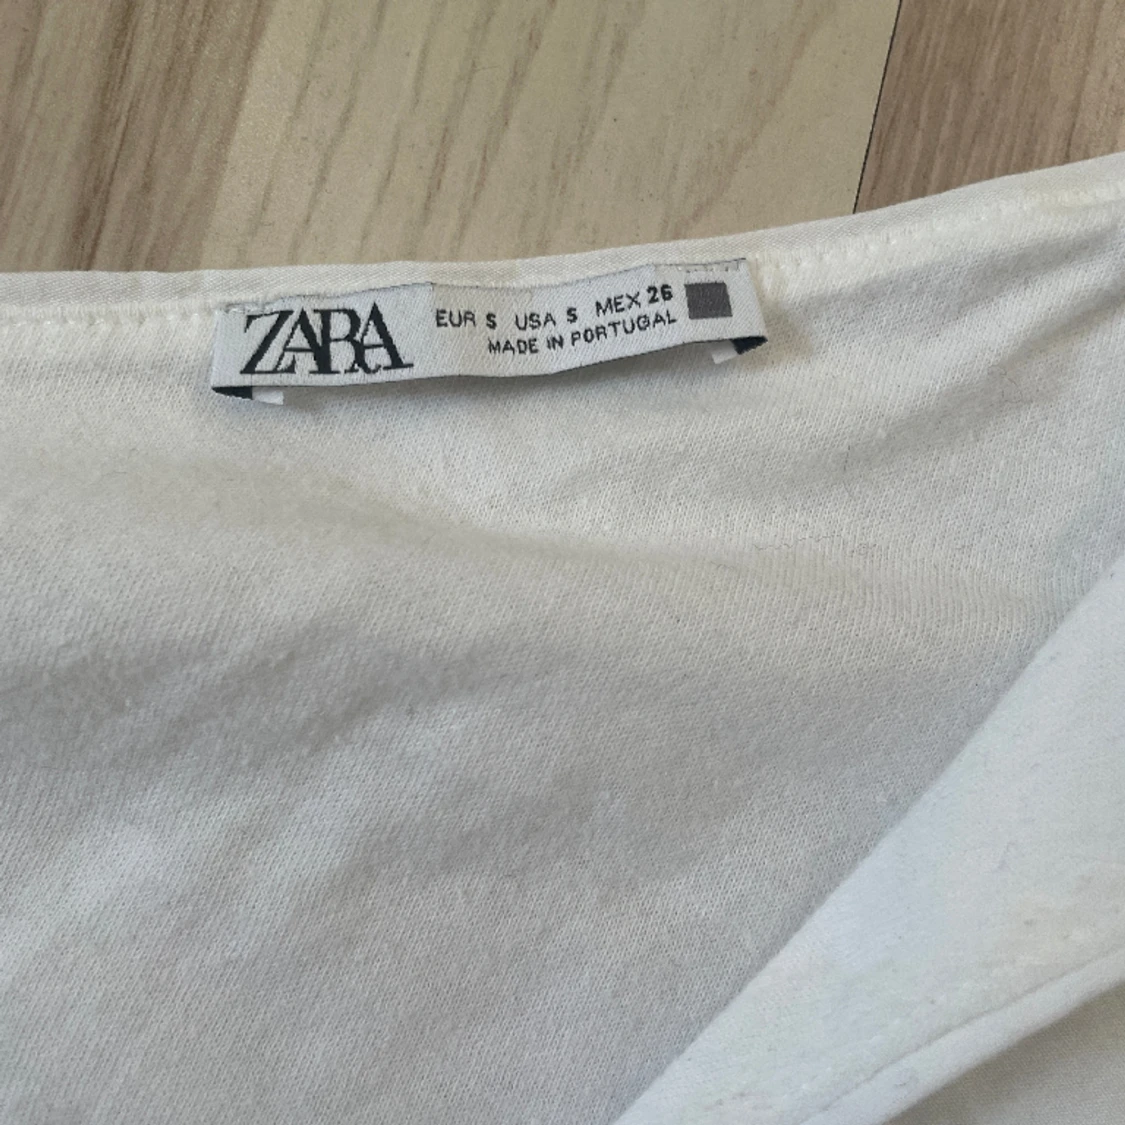 ZARA
EUR S USA S MEX 26
MADE IN PORTUGAL